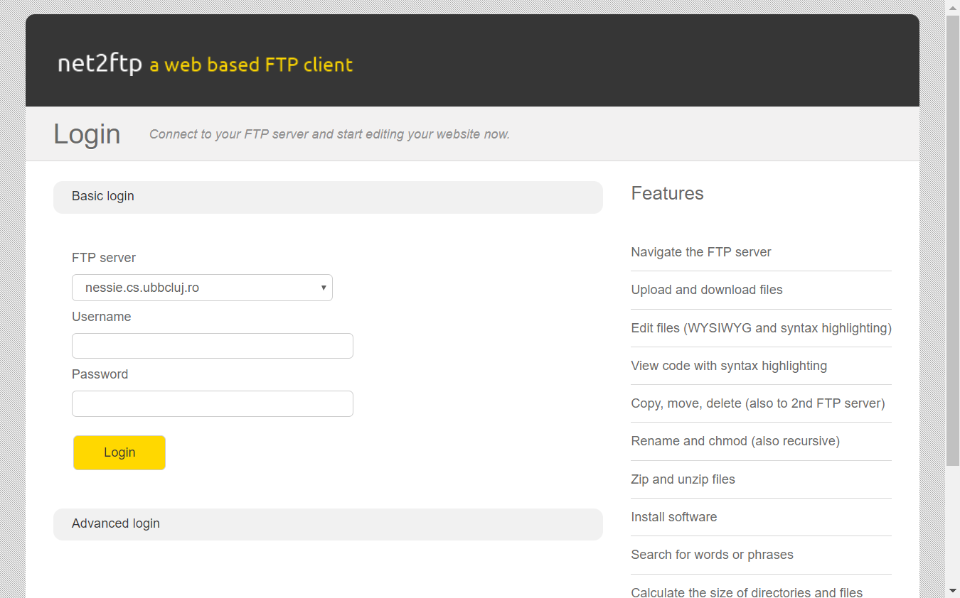 net2ftp a web based FTP client
Login
Connect to your FTP server and start editing your website now.
Basic login
FTP server
nessie.cs.ubbcluj.ro
Username
Password
Login
Advanced login
Features
Navigate the FTP server
Upload and download files
Edit files (WYSIWYG and syntax highlighting)
View code with syntax highlighting
Copy, move, delete (also to 2nd FTP server)
Rename and chmod (also recursive)
Zip and unzip files
Install software
Search for words or phrases
Calculate the size of directories and files